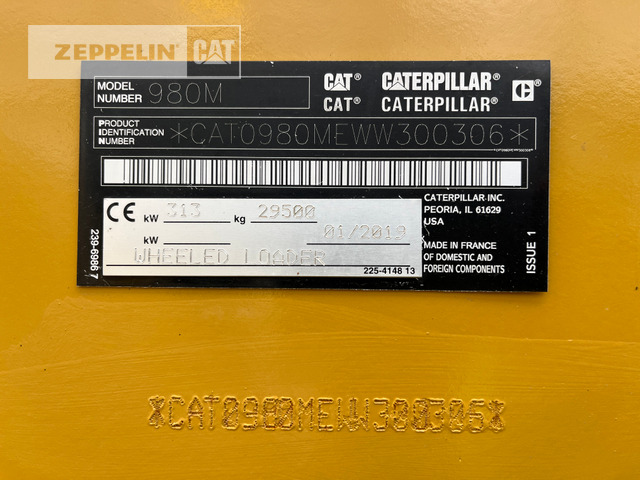 ZEPPELIN CAT
MODEL NUMBER 980M
CAT CATERPILLAR C
CAT® CATERPILLAR®
PRODUCT IDENTIFICATION NUMBER *CAT0980MEWW300306*
*CAT0980MEWW300306*
CE kW 313 kg 29500
kW 01/2019
WHEELED LOADER
225-4148 13
239-6986 7
CATERPILLAR INC.
PEORIA, IL 61629
USA
MADE IN FRANCE
OF DOMESTIC AND
FOREIGN COMPONENTS
ISSUE 1
*CAT0980MEWW300306*